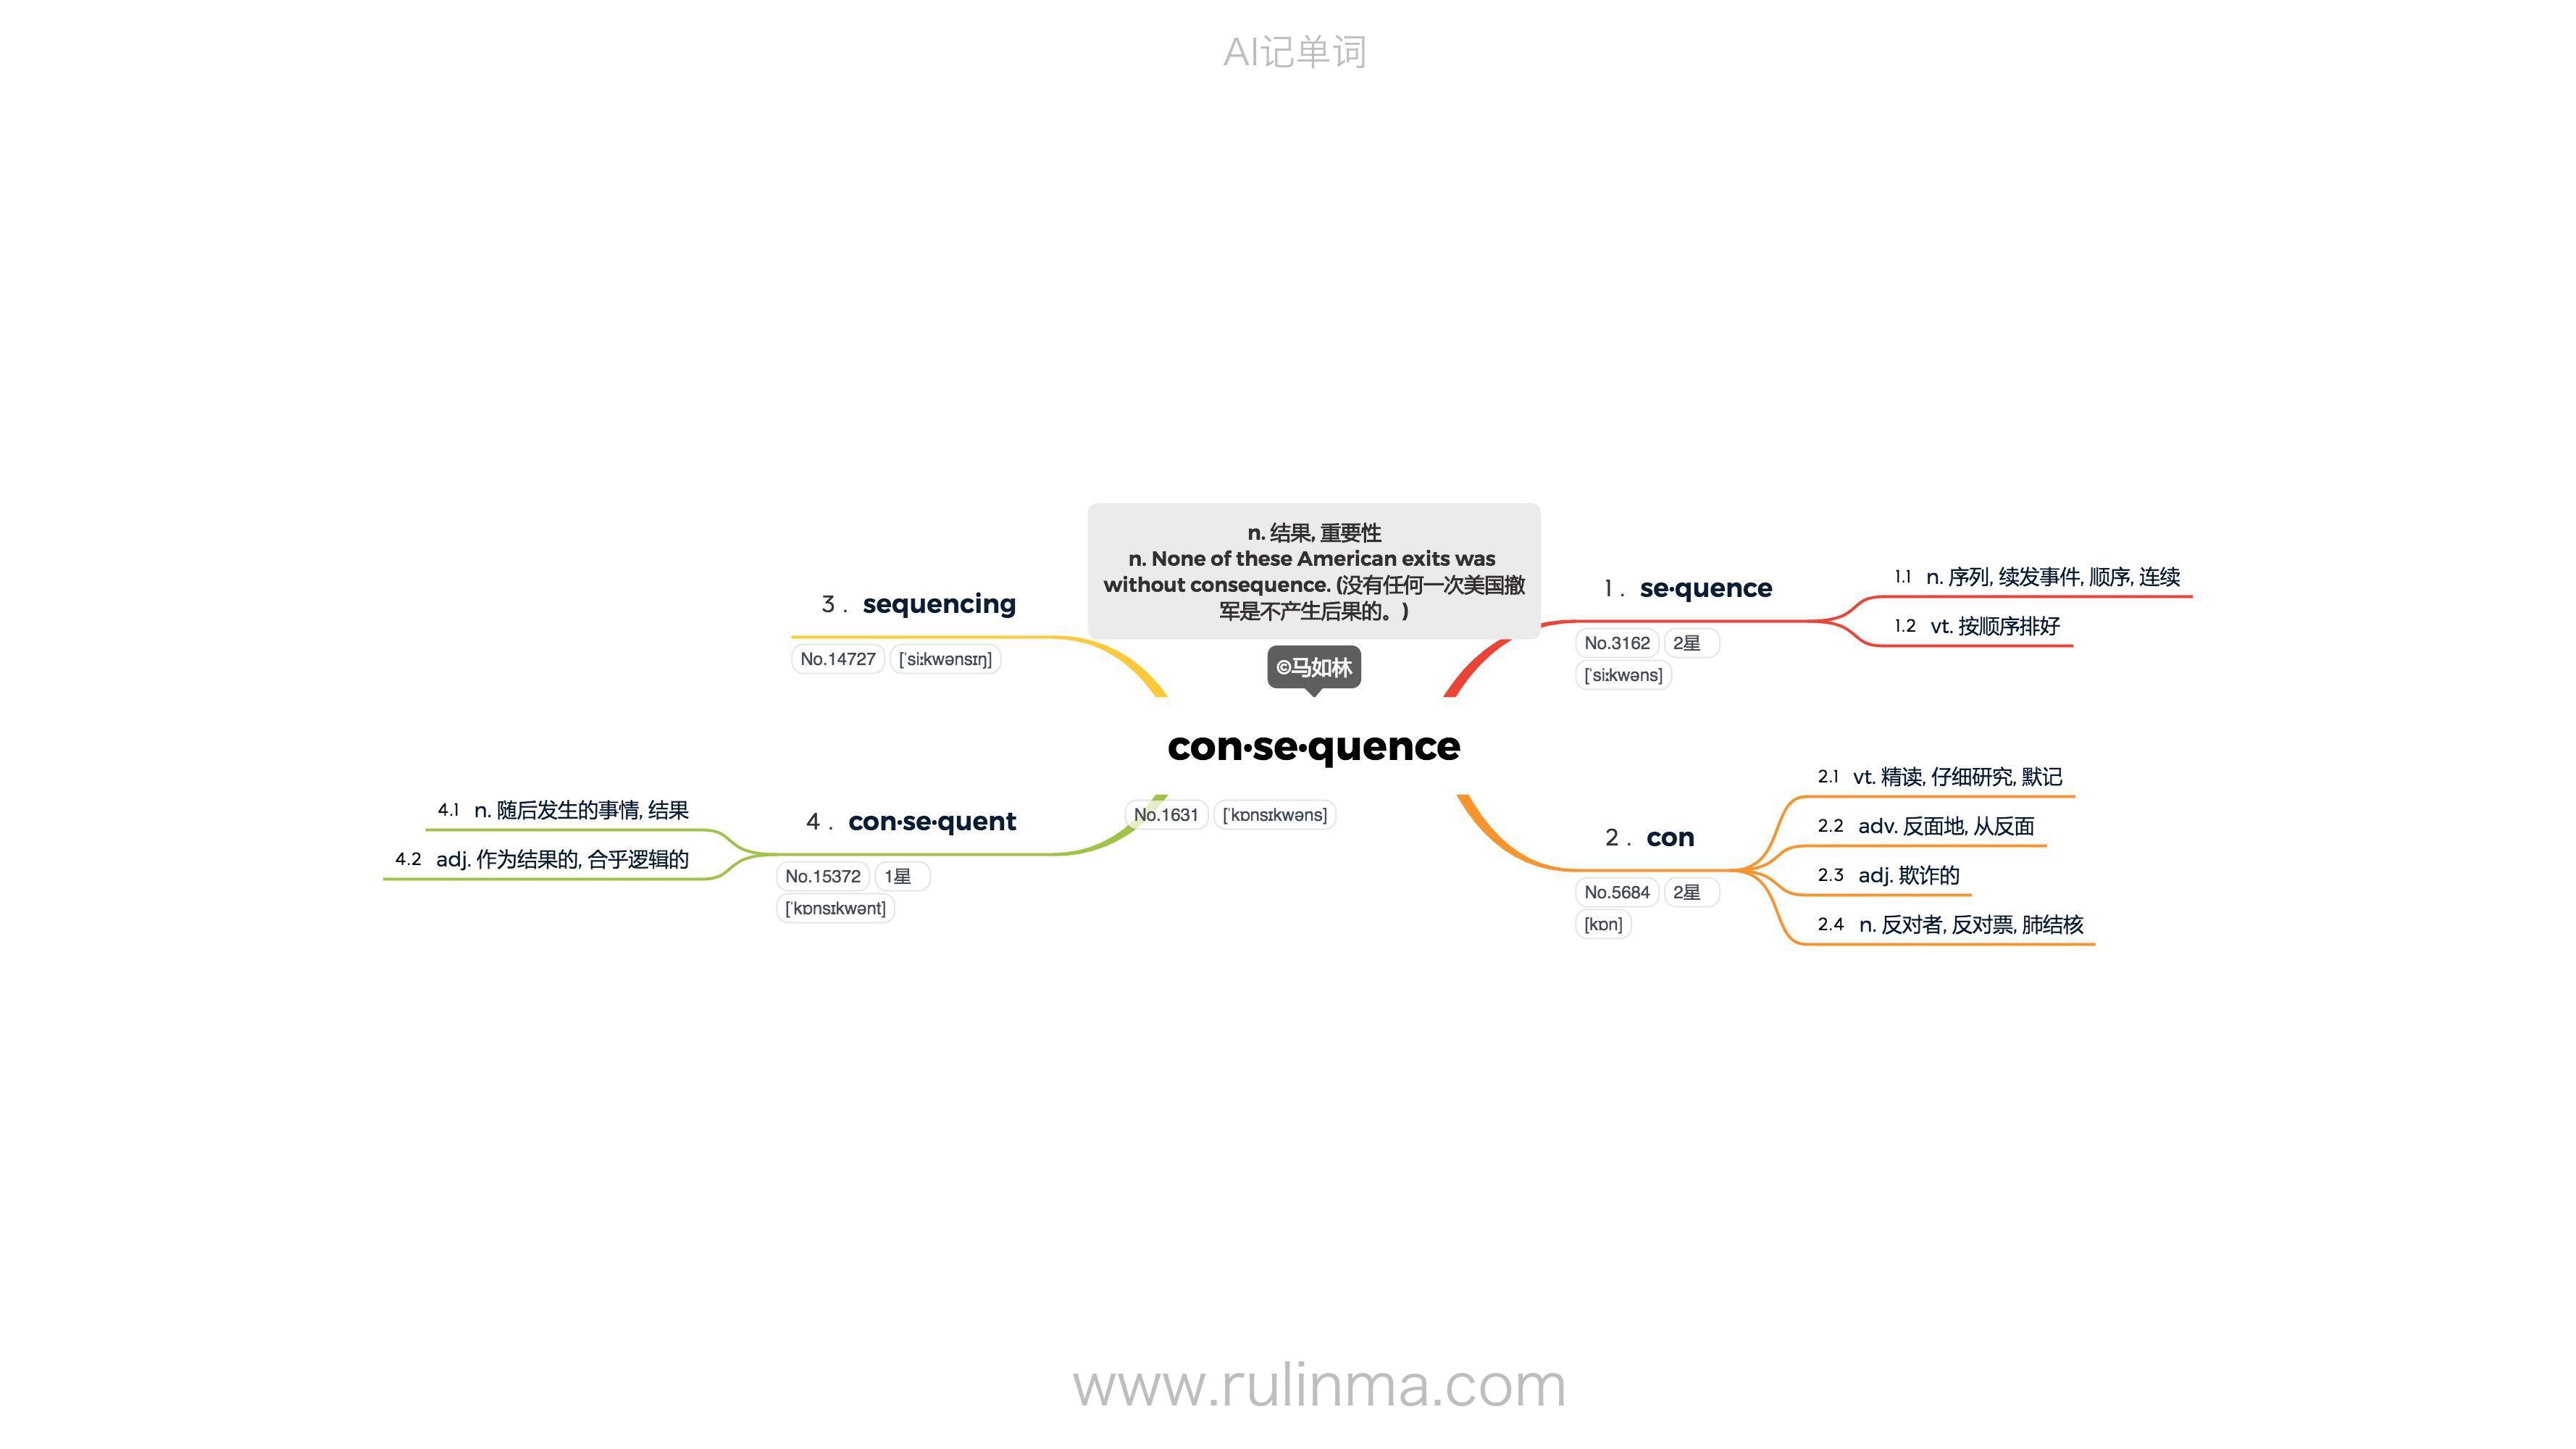 AI记单词
n. 结果, 重要性
n. None of these American exits was
without consequence. (没有任何一次美国撤
军是不产生后果的。)
©马如林
con·se·quence
No.1631 [ˈkɒnsɪkwəns]
1. se·quence
No.3162 2星
[ˈsiːkwəns]
1.1 n. 序列, 续发事件, 顺序, 连续
1.2 vt. 按顺序排好
2. con
No.5684 2星
[kɒn]
2.1 vt. 精读, 仔细研究, 默记
2.2 adv. 反面地, 从反面
2.3 adj. 欺诈的
2.4 n. 反对者, 反对票, 肺结核
3. sequencing
No.14727 [ˈsiːkwənsɪŋ]
4. con·se·quent
No.15372 1星
[ˈkɒnsɪkwənt]
4.1 n. 随后发生的事情, 结果
4.2 adj. 作为结果的, 合乎逻辑的
www.rulinma.com